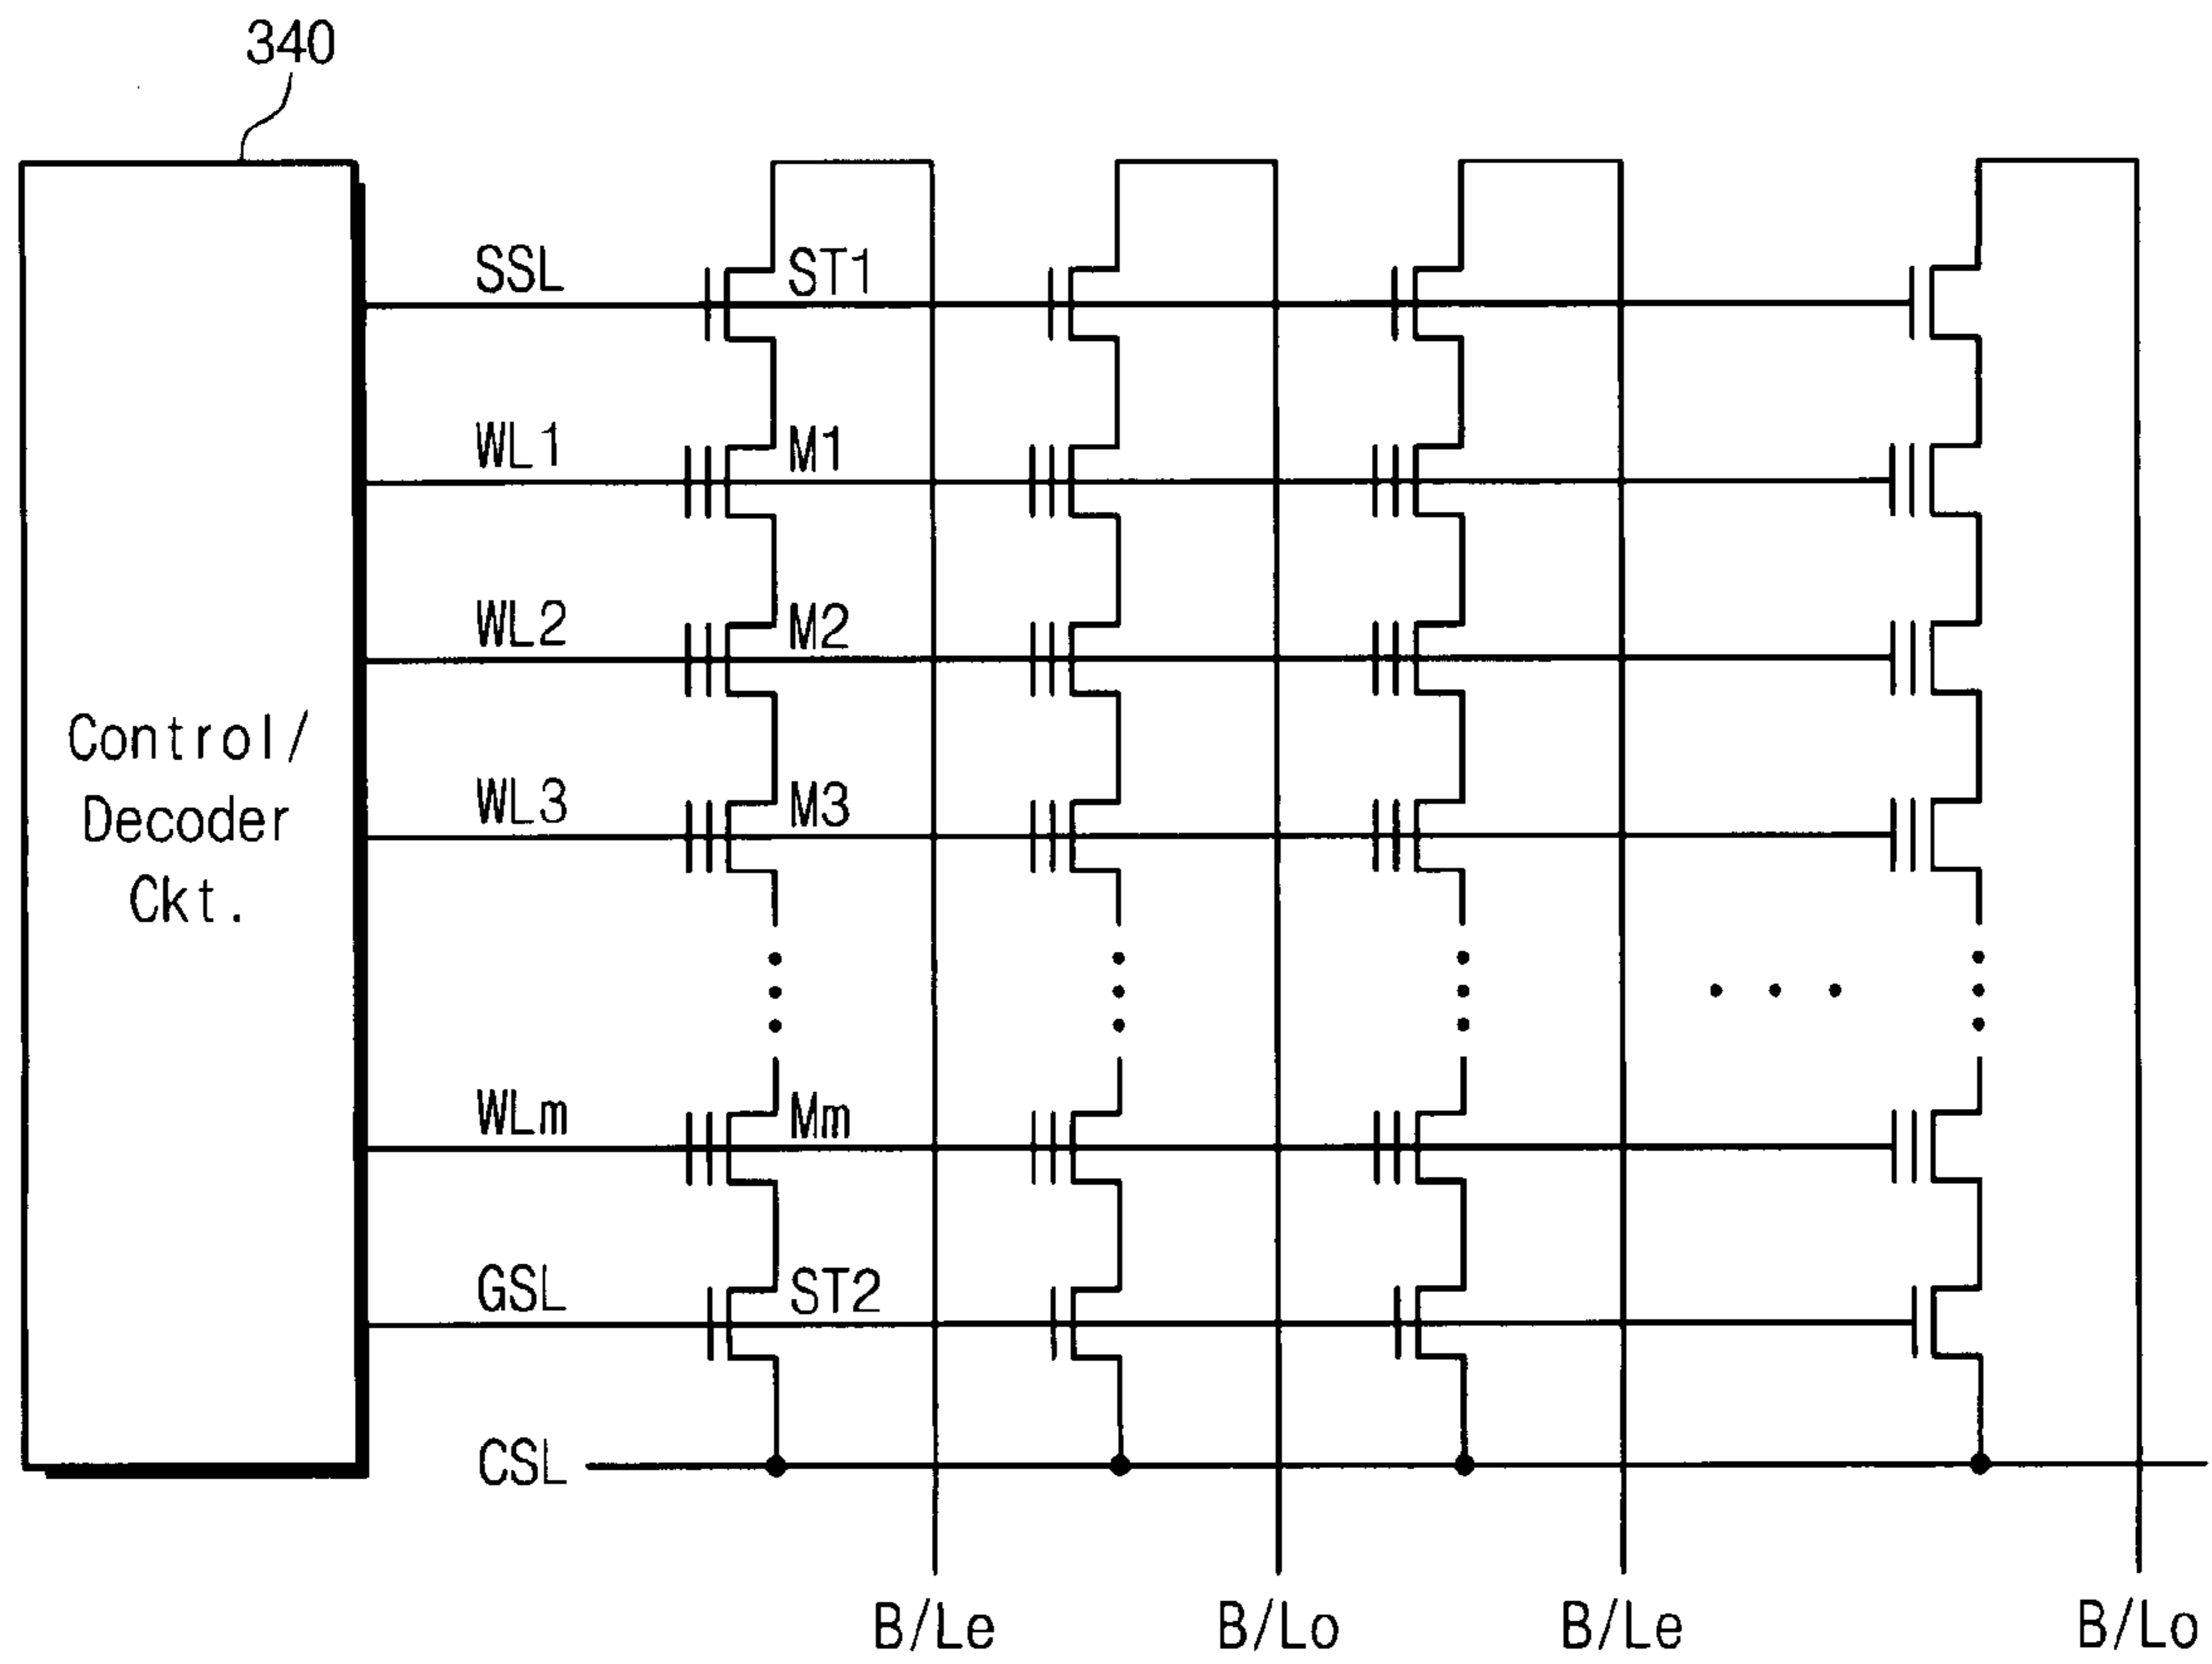 340
SSL ST1
WL1 M1
WL2 M2
Control/
WL3 M3
Decoder
Ckt.
WLm Mm
GSL ST2
CSL
B/Le B/Lo B/Le B/Lo